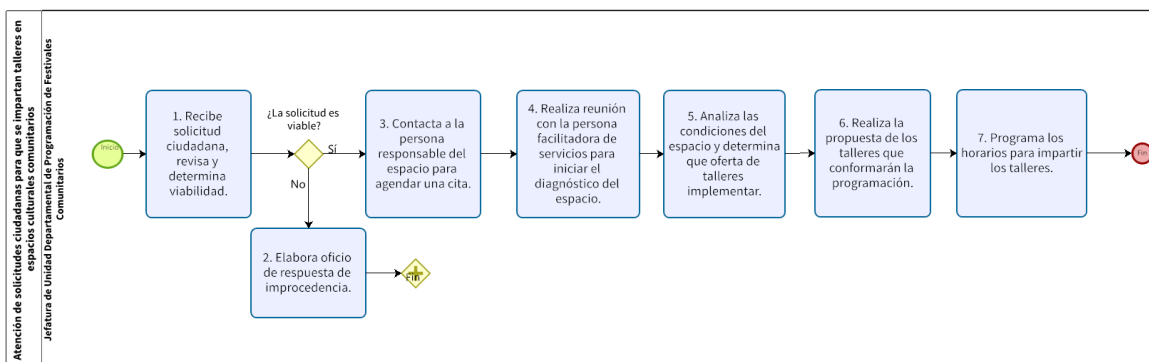 Atención de solicitudes ciudadanas para que se impartan talleres en
espacios culturales comunitarios
Jefatura de Unidad Departamental de Programación de Festivales
Comunitarios
Inicio
1. Recibe
solicitud
ciudadana,
revisa y
determina
viabilidad.
¿La solicitud es
viable?
Sí
No
2. Elabora oficio
de respuesta de
improcedencia.
Fin
3. Contacta a la
persona
responsable del
espacio para
agendar una cita.
4. Realiza reunión
con la persona
facilitadora de
servicios para
iniciar el
diagnóstico del
espacio.
5. Analiza las
condiciones del
espacio y determina
que oferta de
talleres
implementar.
6. Realiza la
propuesta de los
talleres que
conformarán la
programación.
7. Programa los
horarios para impartir
los talleres.
Fin